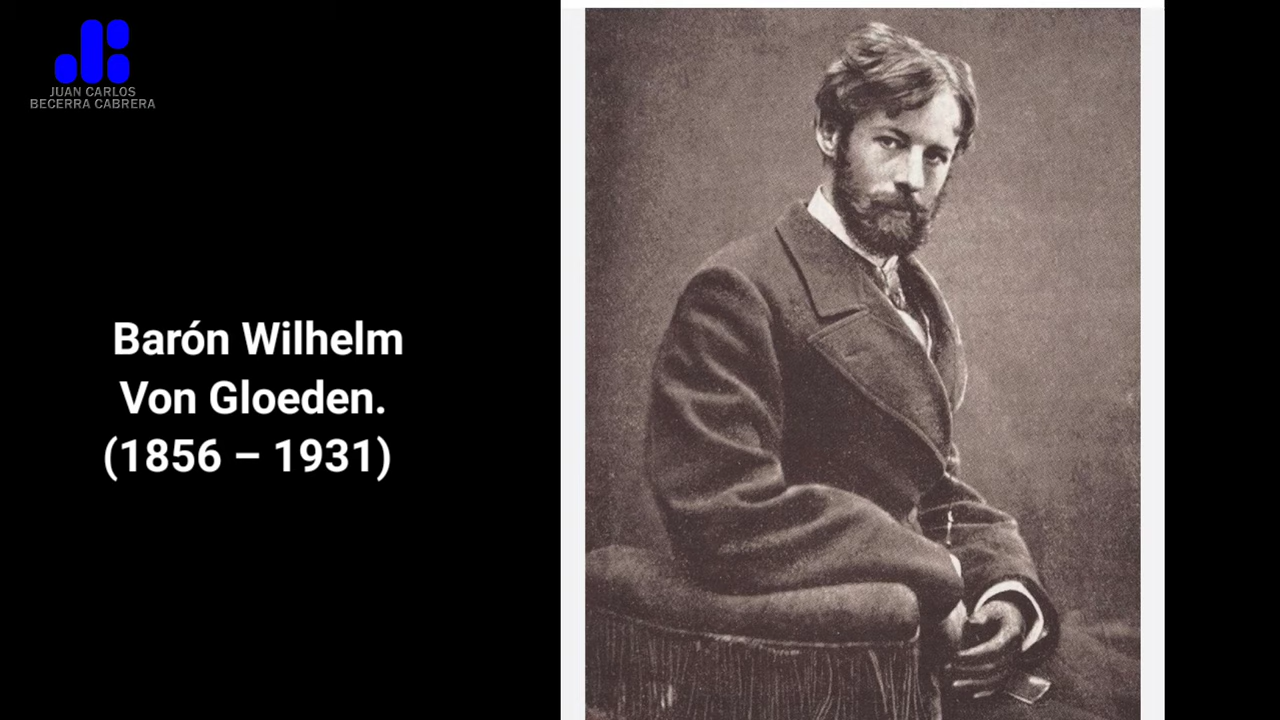 JUAN CARLOS
BECERRA CABRERA
Barón Wilhelm
Von Gloeden.
(1856 – 1931)